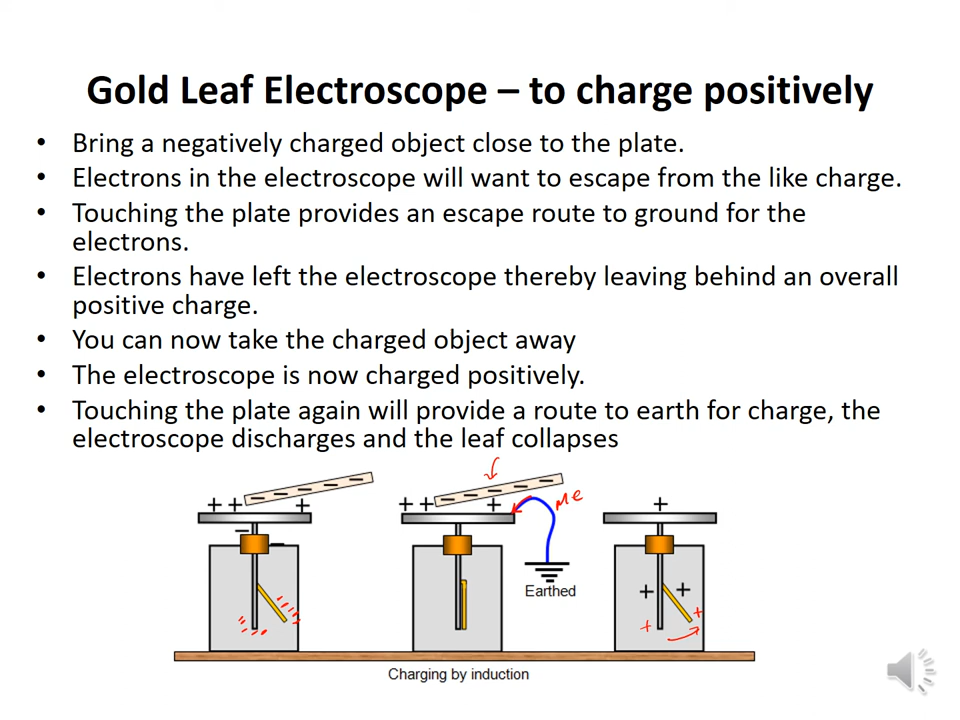 Gold Leaf Electroscope – to charge positively
• Bring a negatively charged object close to the plate.
• Electrons in the electroscope will want to escape from the like charge.
• Touching the plate provides an escape route to ground for the
electrons.
• Electrons have left the electroscope thereby leaving behind an overall
positive charge.
• You can now take the charged object away
• The electroscope is now charged positively.
• Touching the plate again will provide a route to earth for charge, the
electroscope discharges and the leaf collapses
Me
Earthed
Charging by induction